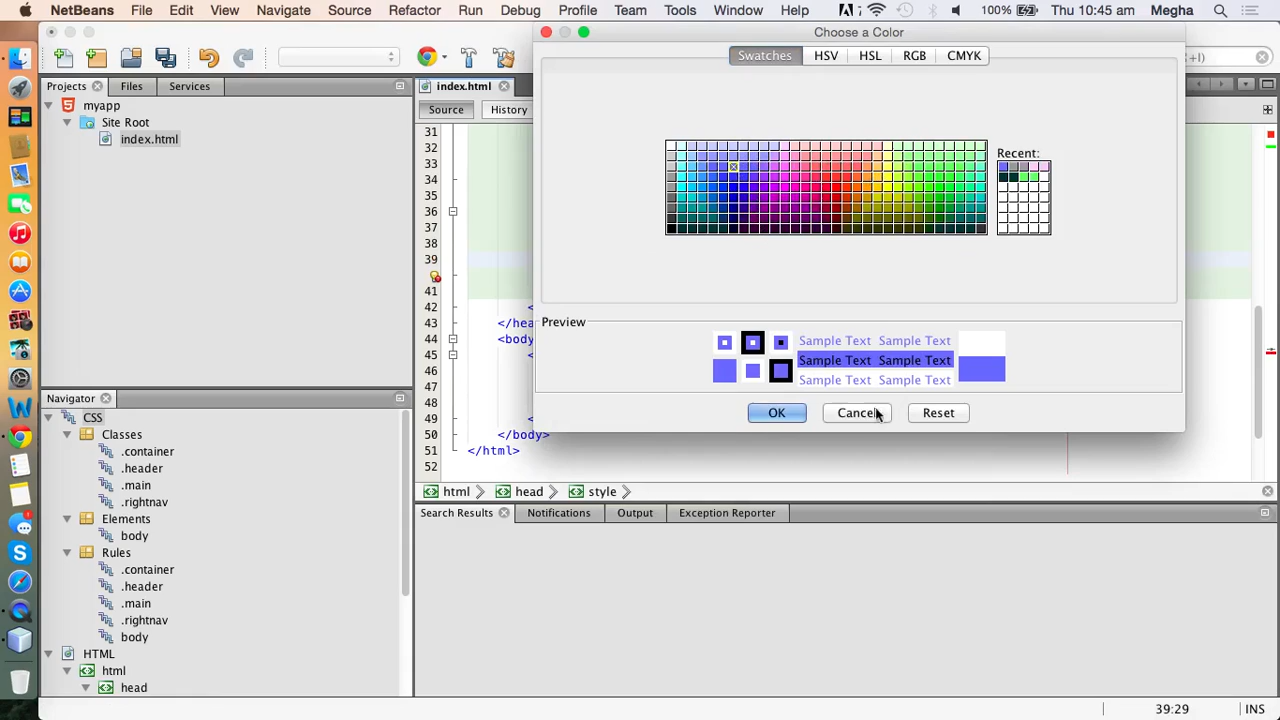 NetBeans File Edit View Navigate Source Refactor Run Debug Profile Team Tools Window Help 7 100% Thu 10:45 am Megha
Choose a Color
Swatches HSV HSL RGB CMYK
Projects Files Services
index.html
Source History
myapp
Site Root
index.html
31
32
33
34
35
36
37
38
39
41
42 <
43 </hea
44 <body
45 <
46
47
48
49 <
50 </body>
51 </html>
52
Recent:
Preview
Sample Text Sample Text
Sample Text Sample Text
Sample Text Sample Text
OK Cancel Reset
html head style
Navigator
CSS
Classes
.container
.header
.main
.rightnav
Elements
body
Rules
.container
.header
.main
.rightnav
body
HTML
html
head
Search Results Notifications Output Exception Reporter
39:29 INS